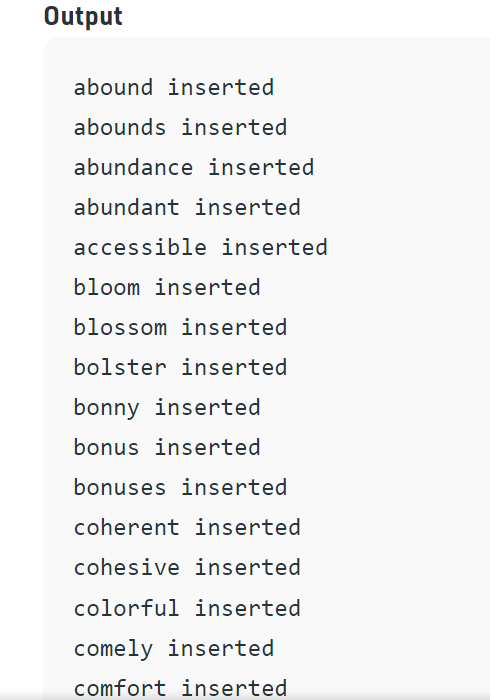 Output
abound inserted
abounds inserted
abundance inserted
abundant inserted
accessible inserted
bloom inserted
blossom inserted
bolster inserted
bonny inserted
bonus inserted
bonuses inserted
coherent inserted
cohesive inserted
colorful inserted
comely inserted
comfort inserted